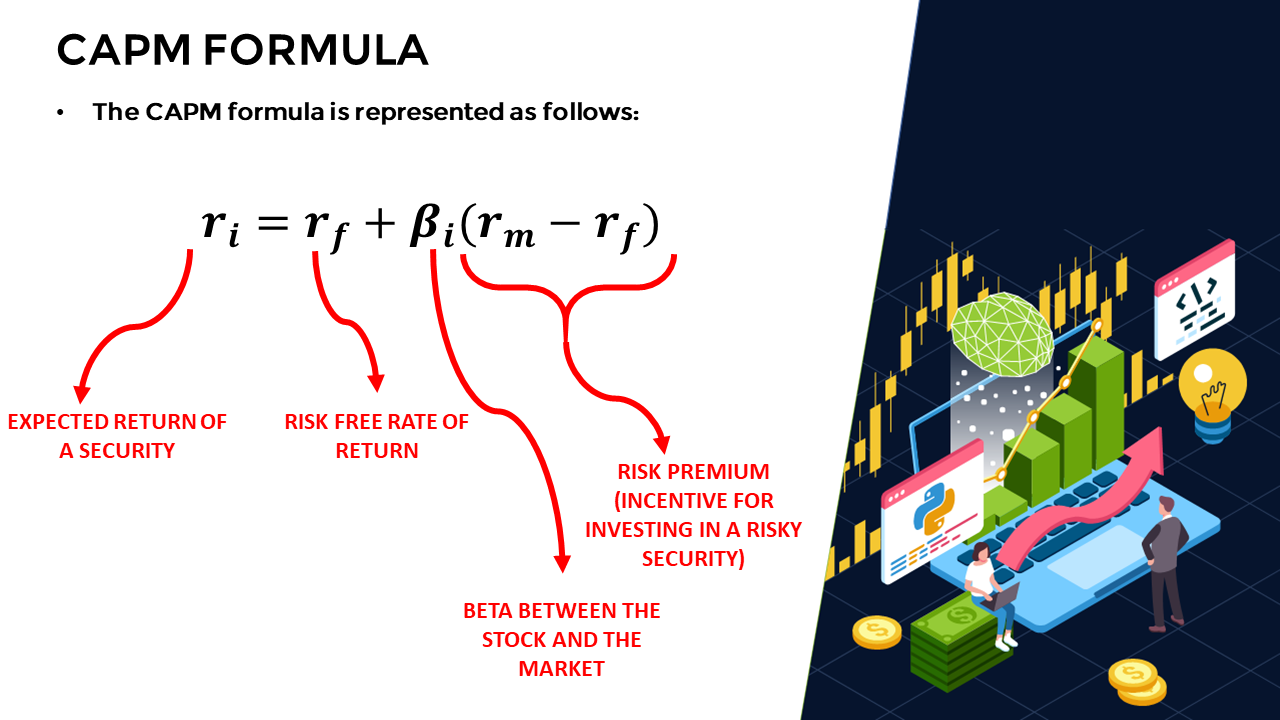 CAPM FORMULA
• The CAPM formula is represented as follows:
r_i = r_f + β_i(r_m − r_f)
EXPECTED RETURN OF
A SECURITY
RISK FREE RATE OF
RETURN
RISK PREMIUM
(INCENTIVE FOR
INVESTING IN A RISKY
SECURITY)
BETA BETWEEN THE
STOCK AND THE
MARKET